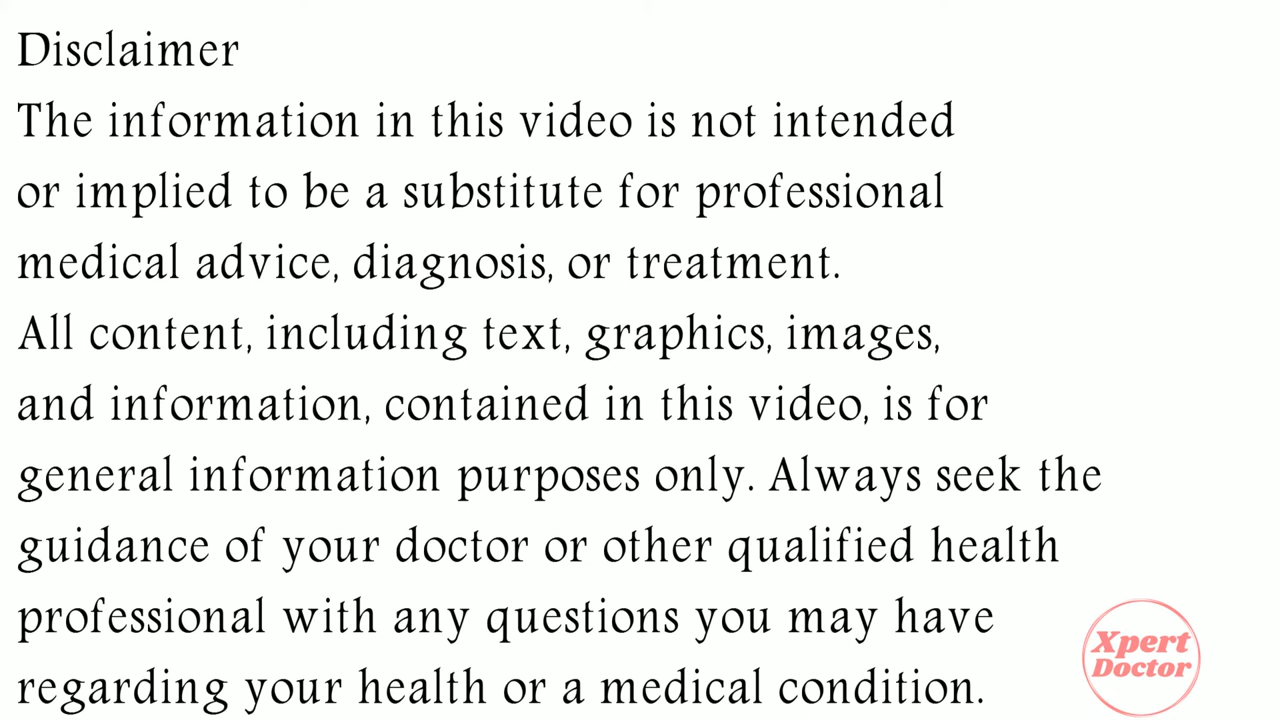 Disclaimer
The information in this video is not intended
or implied to be a substitute for professional
medical advice, diagnosis, or treatment.
All content, including text, graphics, images,
and information, contained in this video, is for
general information purposes only. Always seek the
guidance of your doctor or other qualified health
professional with any questions you may have
regarding your health or a medical condition.
Xpert
Doctor